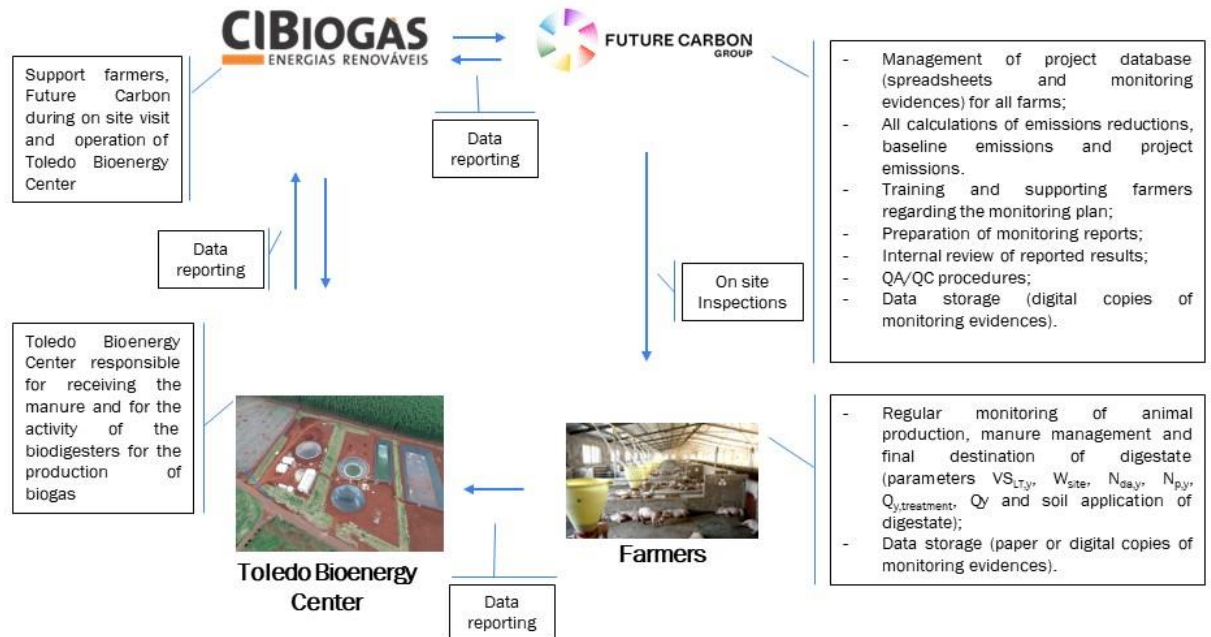 CIBIOGÁS
ENERGIAS RENOVÁVEIS
FUTURE CARBON
GROUP
Support farmers,
Future Carbon
during on site visit
and operation of
Toledo Bioenergy
Center
Data
reporting
- Management of project database
(spreadsheets and monitoring
evidences) for all farms;
- All calculations of emissions reductions,
baseline emissions and project
emissions.
- Training and supporting farmers
regarding the monitoring plan;
- Preparation of monitoring reports;
- Internal review of reported results;
- QA/QC procedures;
- Data storage (digital copies of
monitoring evidences).
Data
reporting
On site
Inspections
Toledo Bioenergy
Center responsible
for receiving the
manure and for the
activity of the
biodigesters for the
production of
biogas
- Regular monitoring of animal
production, manure management and
final destination of digestate
(parameters VS_LT,y, W_site, N_da,y, N_p,y,
Q_y,treatment, Qy and soil application of
digestate);
- Data storage (paper or digital copies of
monitoring evidences).
Toledo Bioenergy
Center
Farmers
Data
reporting